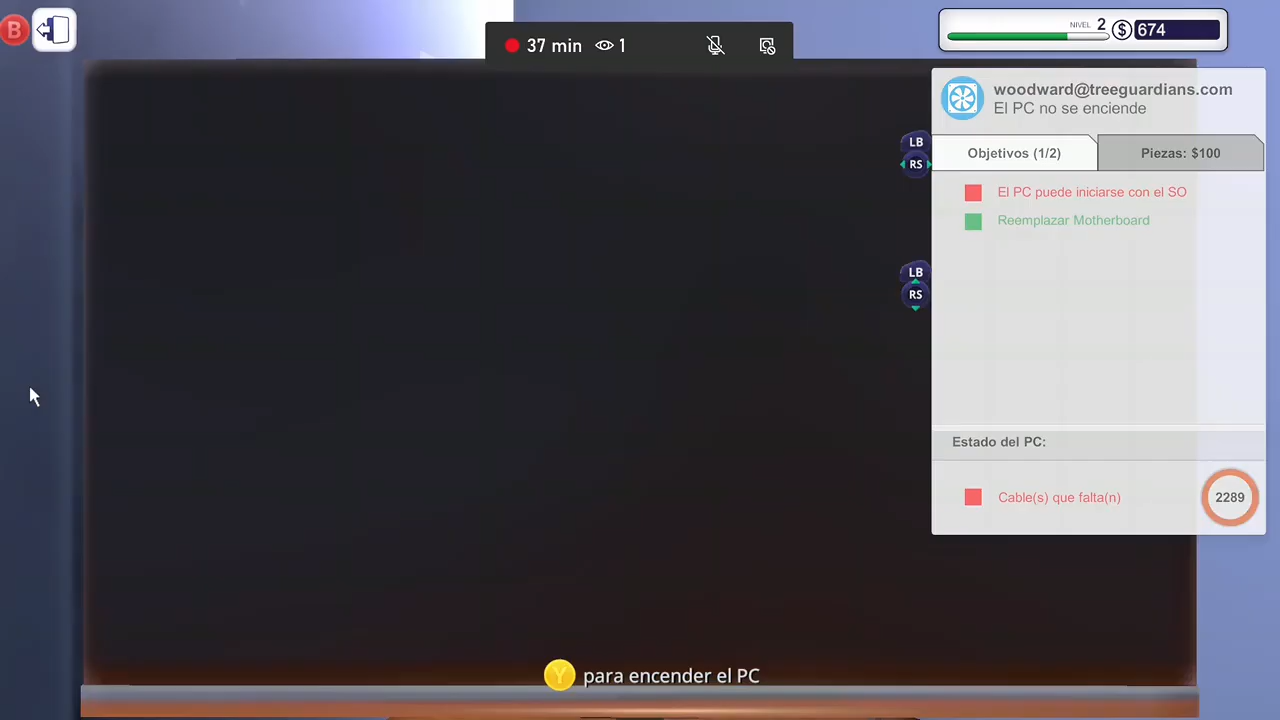 B
37 min 1
NIVEL 2
$ 674
woodward@treeguardians.com
El PC no se enciende
LB
RS
Objetivos (1/2)
Piezas: $100
El PC puede iniciarse con el SO
Reemplazar Motherboard
LB
RS
Estado del PC:
Cable(s) que falta(n)
2289
Y para encender el PC